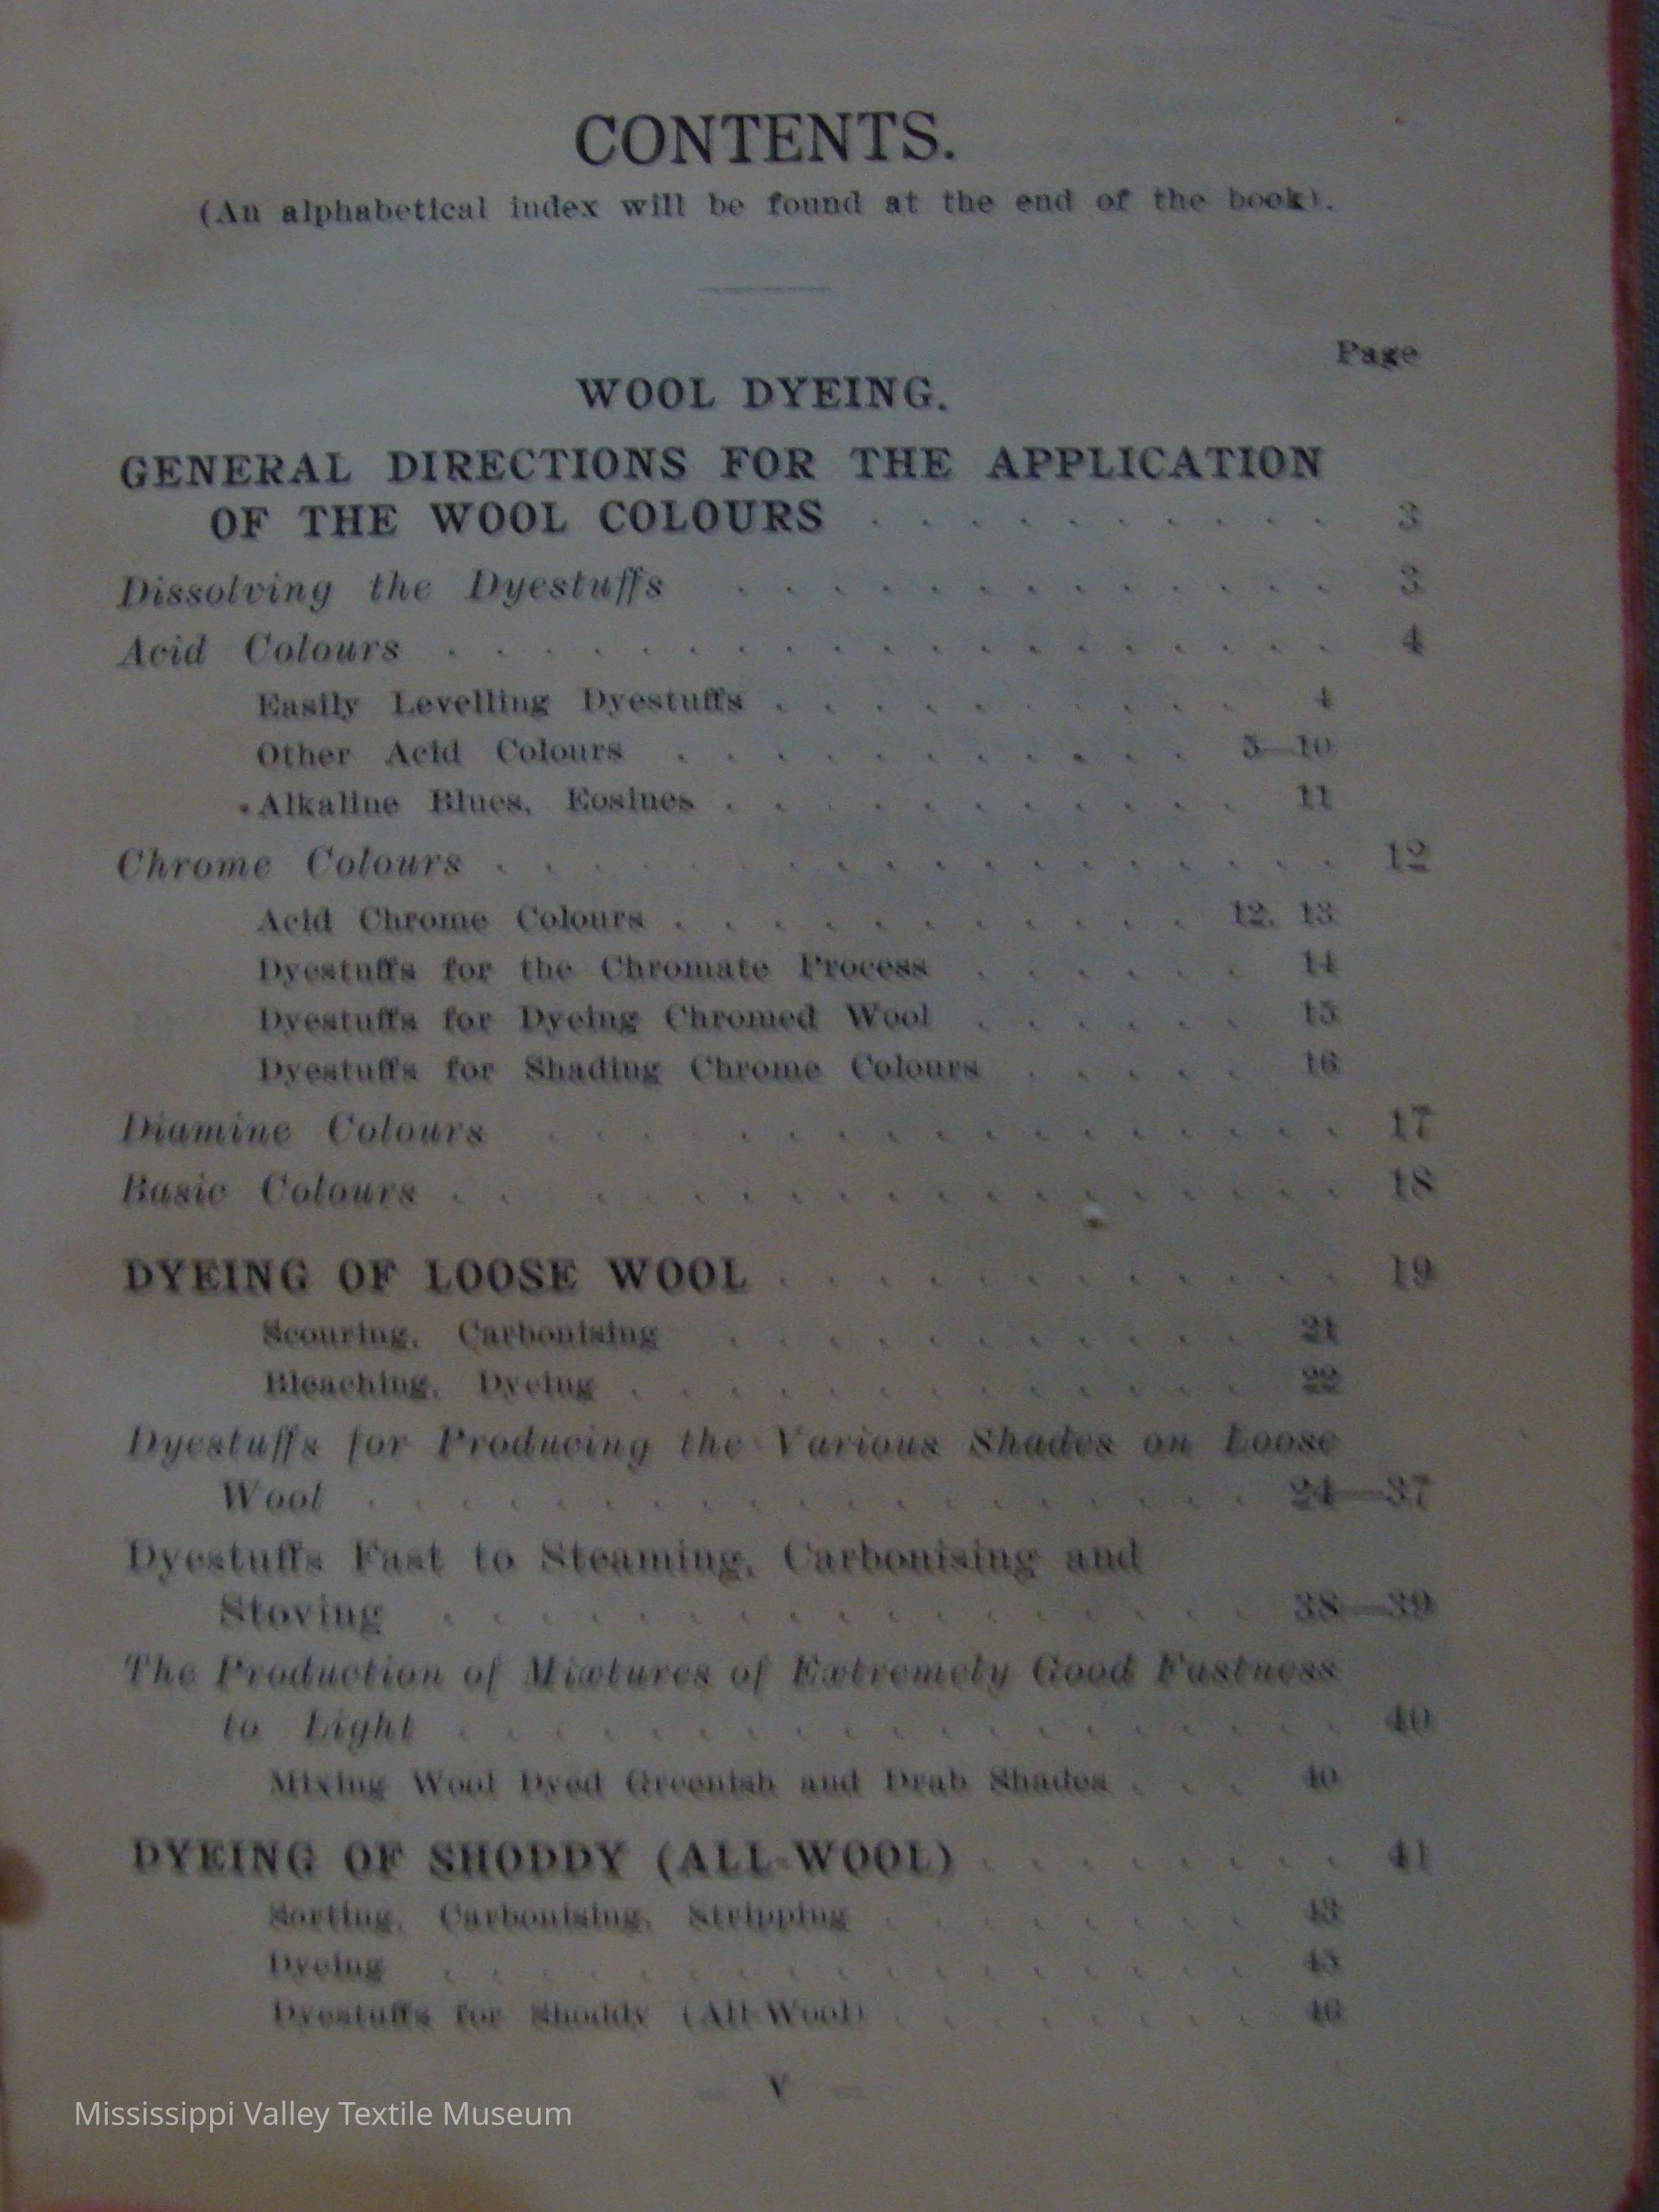 CONTENTS.
(An alphabetical index will be found at the end of the book).
Page
WOOL DYEING.
GENERAL DIRECTIONS FOR THE APPLICATION
OF THE WOOL COLOURS . . . . . . . . . . 3
Dissolving the Dyestuffs . . . . . . . . . . . . . 3
Acid Colours . . . . . . . . . . . . . . . . . . . 4
Easily Levelling Dyestuffs . . . . . . . . . . 4
Other Acid Colours . . . . . . . . . . . 5—10
Alkaline Blues, Eosines . . . . . . . . . . . 11
Chrome Colours . . . . . . . . . . . . . . . . . . 12
Acid Chrome Colours . . . . . . . . . . . 12, 13
Dyestuffs for the Chromate Process . . . . . . 14
Dyestuffs for Dyeing Chromed Wool . . . . . . 15
Dyestuffs for Shading Chrome Colours . . . . . 16
Diamine Colours . . . . . . . . . . . . . . . . . 17
Basic Colours . . . . . . . . . . . . . . . . . . 18
DYEING OF LOOSE WOOL . . . . . . . . . . . . 19
Scouring, Carbonising . . . . . . . . . . . 21
Bleaching, Dyeing . . . . . . . . . . . . . 22
Dyestuffs for Producing the Various Shades on Loose
Wool . . . . . . . . . . . . . . . . . . . 24—37
Dyestuffs Fast to Steaming, Carbonising and
Stoving . . . . . . . . . . . . . . . . . 38—39
The Production of Mixtures of Extremely Good Fastness
to Light . . . . . . . . . . . . . . . . . . . 40
Mixing Wool Dyed Greenish and Drab Shades . . . 40
DYEING OF SHODDY (ALL-WOOL) . . . . . . . . 41
Sorting, Carbonising, Stripping . . . . . . . . 43
Dyeing . . . . . . . . . . . . . . . . . 45
Dyestuffs for Shoddy (All-Wool) . . . . . . . . 46
— V —
Mississippi Valley Textile Museum